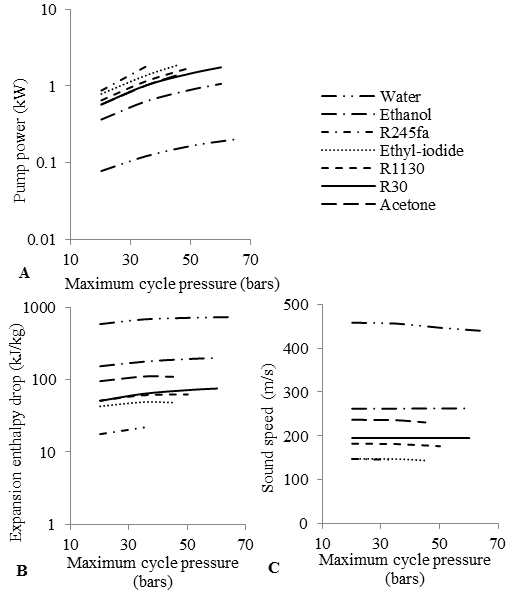 10
1
0.1
0.01
Pump power (kW)
10
30
50
70
A
Maximum cycle pressure (bars)
Water
Ethanol
R245fa
Ethyl-iodide
R1130
R30
Acetone
1000
100
10
1
Expansion enthalpy drop (kJ/kg)
10
30
50
70
B
Maximum cycle pressure
(bars)
500
400
300
200
100
0
Sound speed (m/s)
10
30
50
70
C
Maximum cycle pressure
(bars)